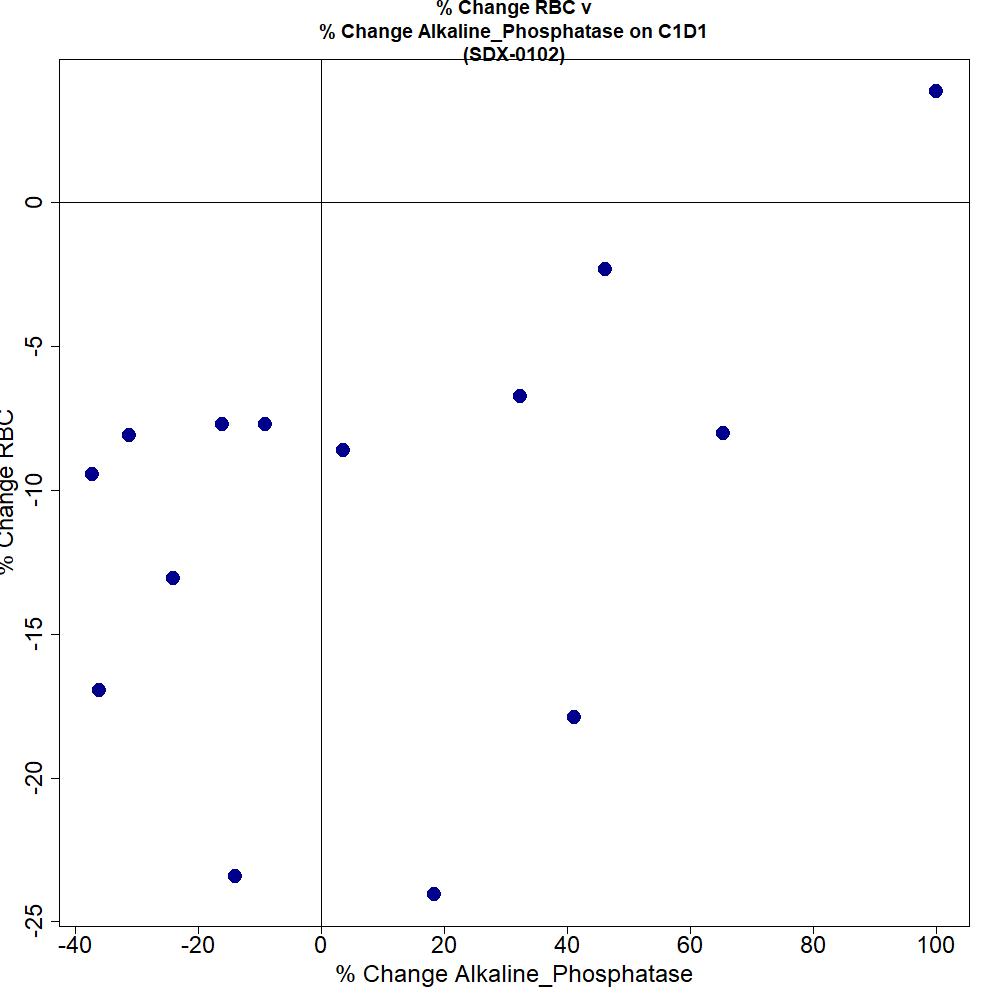 % Change RBC v
% Change Alkaline_Phosphatase on C1D1
(SDX-0102)
% Change RBC
0
-5
-10
-15
-20
-25
-40
-20
0
20
40
60
80
100
% Change Alkaline_Phosphatase